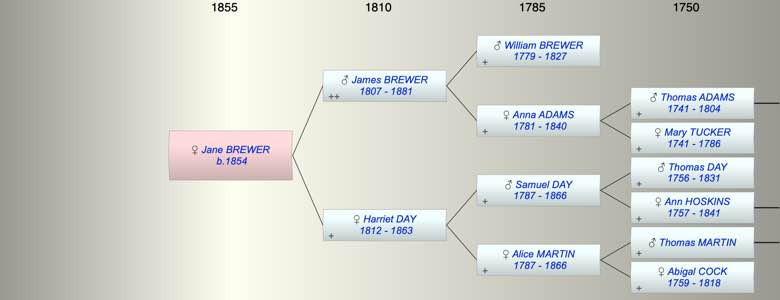 1855 1810 1785 1750
♂ William BREWER
1779 - 1827
+
♂ James BREWER
1807 - 1881
++
♂ Thomas ADAMS
1741 - 1804
+
♀ Anna ADAMS
1781 - 1840
+
♀ Mary TUCKER
1741 - 1786
+
♀ Jane BREWER
b.1854
♂ Thomas DAY
1756 - 1831
+
♂ Samuel DAY
1787 - 1866
+
♀ Ann HOSKINS
1757 - 1841
+
♀ Harriet DAY
1812 - 1863
+
♂ Thomas MARTIN
+
♀ Alice MARTIN
1787 - 1866
+
♀ Abigal COCK
1759 - 1818
+